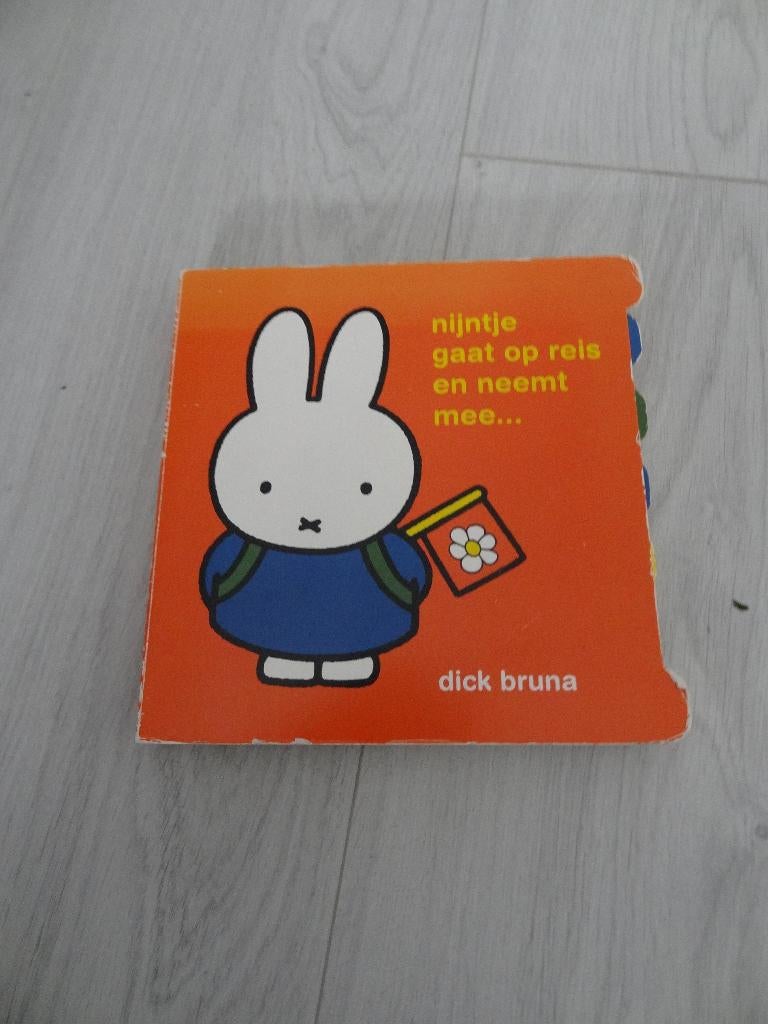 nijntje
gaat op reis
en neemt
mee...
dick bruna